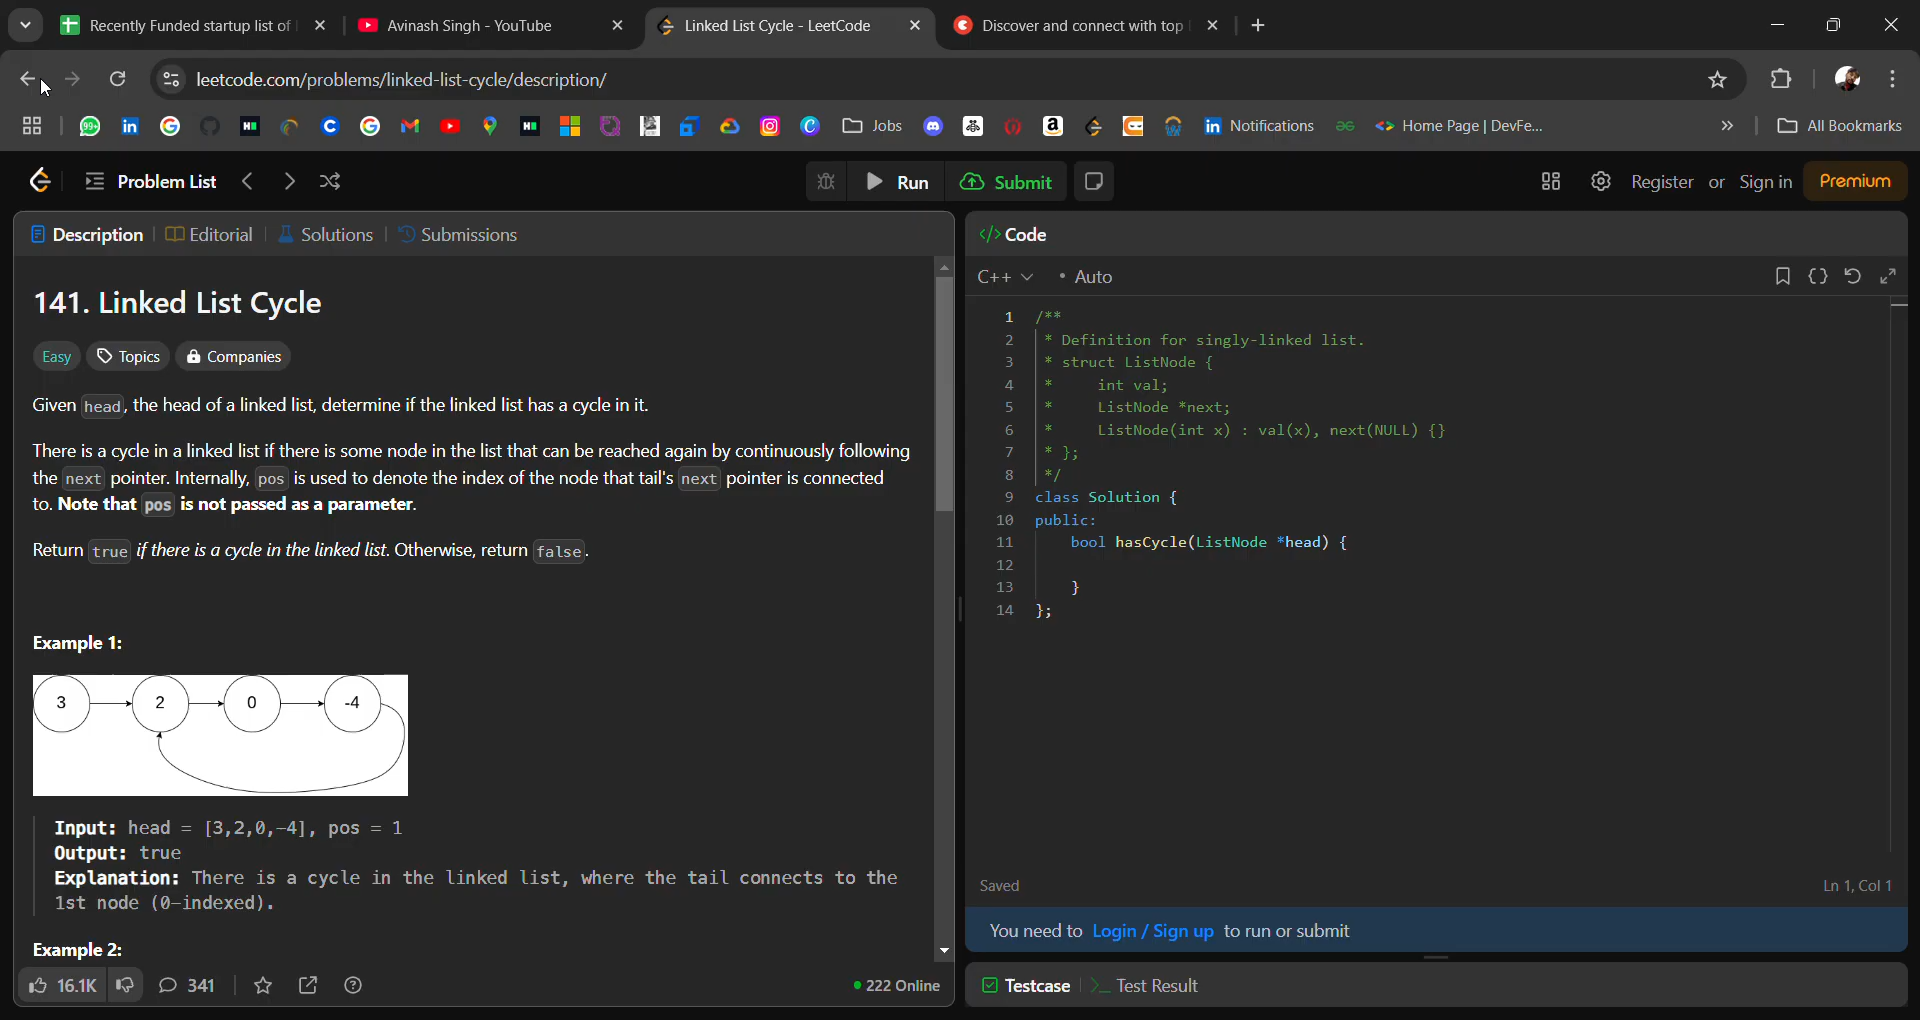 Recently Funded startup list of
Avinash Singh - YouTube
Linked List Cycle - LeetCode
Discover and connect with top
leetcode.com/problems/linked-list-cycle/description/
99+
Jobs
Notifications
Home Page | DevFe...
All Bookmarks
Problem List
Run
Submit
Register or Sign in
Premium
Description
Editorial
Solutions
Submissions
141. Linked List Cycle
Easy
Topics
Companies
Given head, the head of a linked list, determine if the linked list has a cycle in it.
There is a cycle in a linked list if there is some node in the list that can be reached again by continuously following
the next pointer. Internally, pos is used to denote the index of the node that tail's next pointer is connected
to. Note that pos is not passed as a parameter.
Return true if there is a cycle in the linked list. Otherwise, return false.
Example 1:
3 2 0 -4
Input: head = [3,2,0,-4], pos = 1
Output: true
Explanation: There is a cycle in the linked list, where the tail connects to the
1st node (0-indexed).
Example 2:
16.1K
341
222 Online
</> Code
C++
Auto
1 /**
2 * Definition for singly-linked list.
3 * struct ListNode {
4 *     int val;
5 *     ListNode *next;
6 *     ListNode(int x) : val(x), next(NULL) {}
7 * };
8 */
9 class Solution {
10 public:
11     bool hasCycle(ListNode *head) {
12
13     }
14 };
Saved
Ln 1, Col 1
You need to Login / Sign up to run or submit
Testcase
Test Result